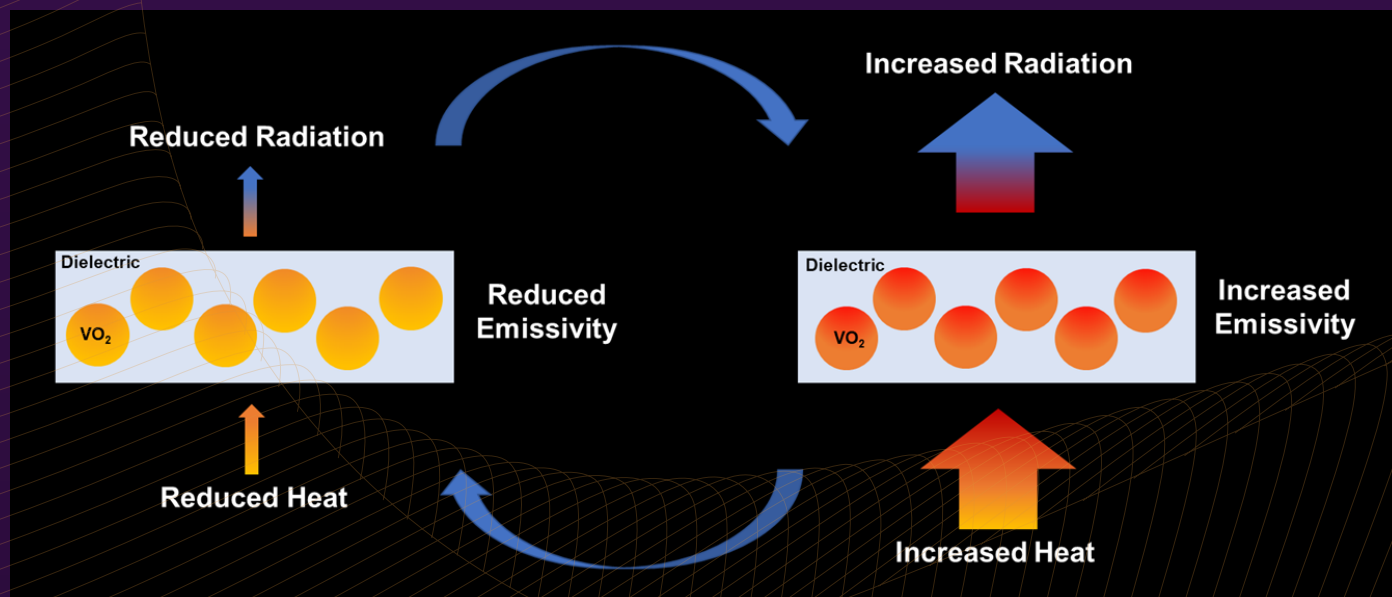 Reduced Radiation
Dielectric
VO₂
Reduced
Emissivity
Reduced Heat
Increased Radiation
Dielectric
VO₂
Increased
Emissivity
Increased Heat